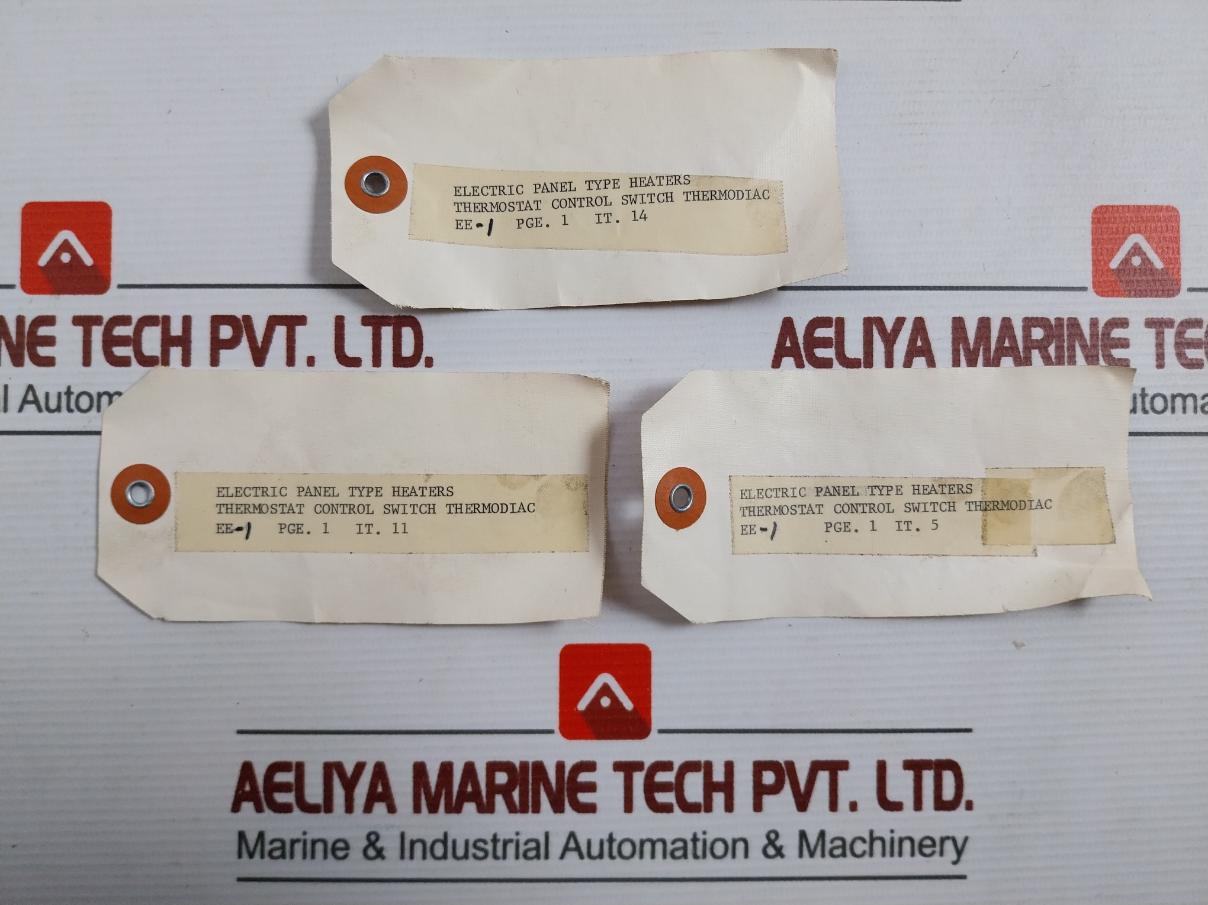 ELECTRIC PANEL TYPE HEATERS
THERMOSTAT CONTROL SWITCH THERMODIAC
EE-1 PGE. 1 IT. 14
NE TECH PVT. LTD.
AELIYA MARINE TE
ELECTRIC PANEL TYPE HEATERS
THERMOSTAT CONTROL SWITCH THERMODIAC
EE-1 PGE. 1 IT. 11
ELECTRIC PANEL TYPE HEATERS
THERMOSTAT CONTROL SWITCH THERMODIAC
EE-1 PGE. 1 IT. 5
AELIYA MARINE TECH PVT. LTD.
Marine & Industrial Automation & Machinery